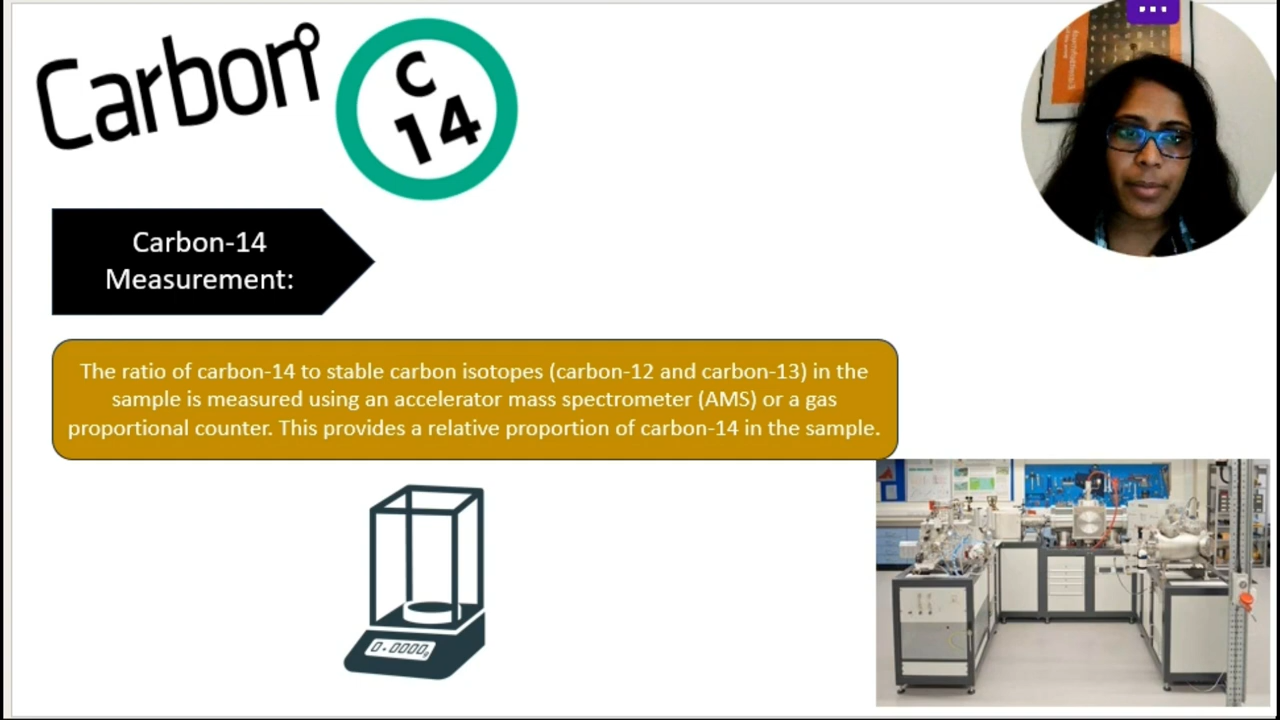 Carbon
C
14
Carbon-14
Measurement:
The ratio of carbon-14 to stable carbon isotopes (carbon-12 and carbon-13) in the
sample is measured using an accelerator mass spectrometer (AMS) or a gas
proportional counter. This provides a relative proportion of carbon-14 in the sample.
0.0000g